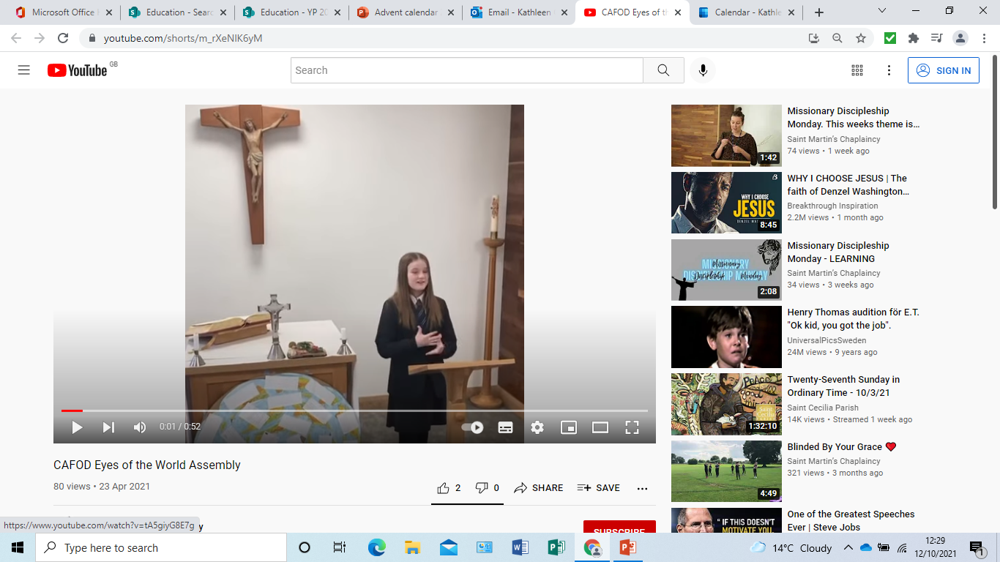 Microsoft Office
Education - Sear
Education - YP 20
Advent calendar
Email - Kathleen
CAFOD Eyes of th
Calendar - Kathle
youtube.com/shorts/m_rXeNIK6yM
YouTube GB
Search
SIGN IN
0:01 / 0:52
CAFOD Eyes of the World Assembly
80 views • 23 Apr 2021
2
0
SHARE
SAVE
SUBSCRIBE
https://www.youtube.com/watch?v=tA5giyG8E7g
1:42
Missionary Discipleship
Monday. This weeks theme is...
Saint Martin's Chaplaincy
74 views • 1 week ago
WHY I CHOOSE
JESUS
8:45
WHY I CHOOSE JESUS | The
faith of Denzel Washington...
Breakthrough Inspiration
2.2M views • 1 month ago
MISSIONARY
DISCIPLESHIP MONDAY
2:08
Missionary Discipleship
Monday - LEARNING
Saint Martin's Chaplaincy
34 views • 3 weeks ago
Henry Thomas audition för E.T.
"Ok kid, you got the job".
UniversalPicsSweden
24M views • 9 years ago
1:32:10
Twenty-Seventh Sunday in
Ordinary Time - 10/3/21
Saint Cecilia Parish
14K views • Streamed 1 week ago
4:49
Blinded By Your Grace ❤️
Saint Martin's Chaplaincy
321 views • 3 months ago
" IF THIS DOESN'T
MOTIVATE YOU,
One of the Greatest Speeches
Ever | Steve Jobs
Type here to search
14°C Cloudy
12:29
12/10/2021
1